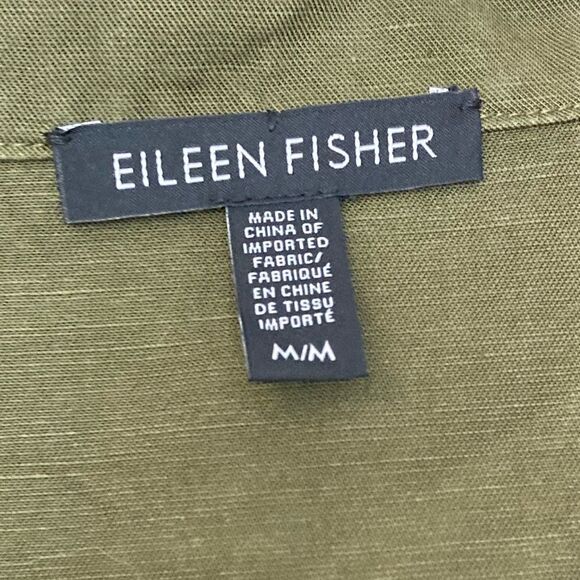 EILEEN FISHER
MADE IN
CHINA OF
IMPORTED
FABRIC/
FABRIQUÉ
EN CHINE
DE TISSU
IMPORTÉ
M/M